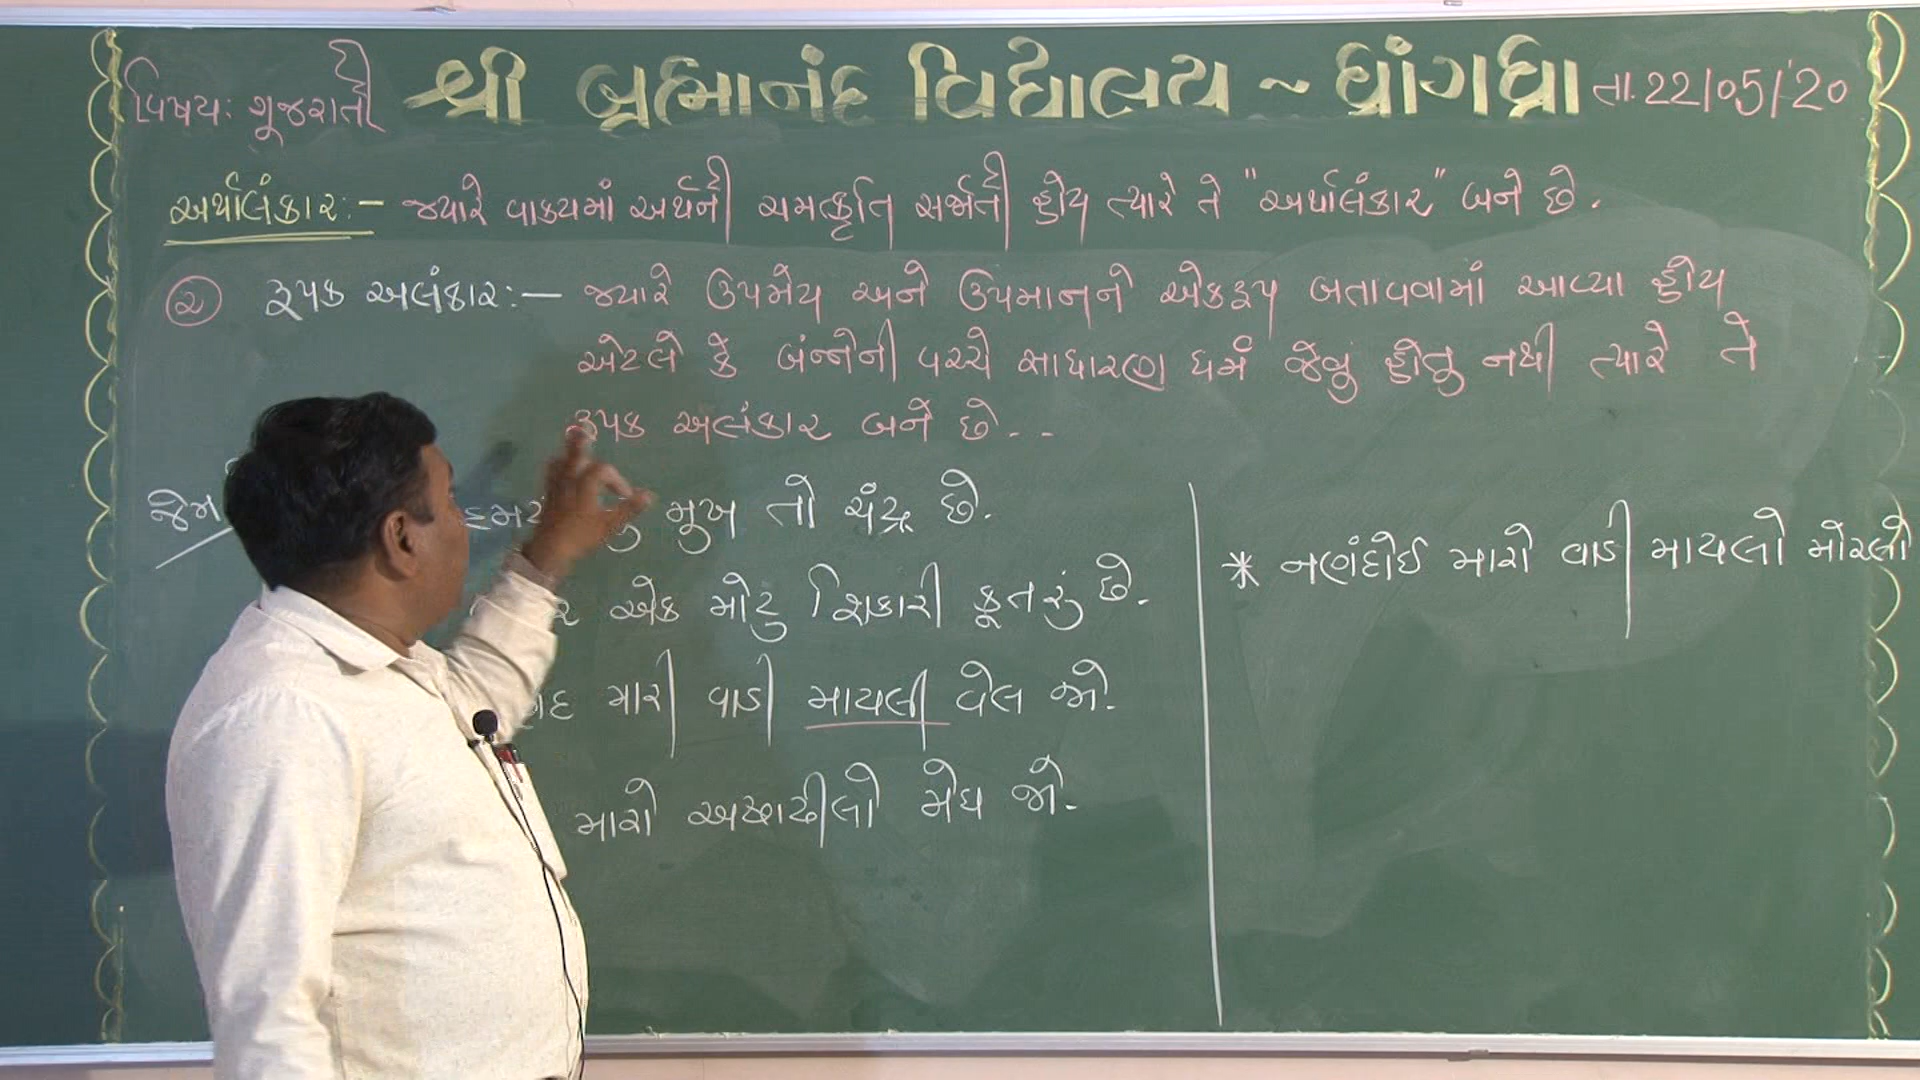 વિષય: ગૂજરાતી શ્રી બ્રહ્માનંદ વિદ્યાલય ~ ધ્રાંગધ્રા તા. 22/05/'20
અર્થાલંકાર :- જ્યારે વાક્યમાં અર્થની ચમત્કૃતિ સર્જાતી હોય ત્યારે તે "અર્થાલંકાર" બને છે.
૨ રૂપક અલંકાર :- જ્યારે ઉપમેય અને ઉપમાનને એકરૂપ બતાવવામાં આવ્યા હોય
એટલે કે બંન્નેની વચ્ચે સાધારણ ધર્મ જેવું હોતુ નથી ત્યારે તે
રૂપક અલંકાર બને છે..
જેમ મુખ તો ચંદ્ર છે.
એક મોટુ શિકારી કૂતરું છે.
મારી વાડી માયલી વેલ જો.
મારો અષાઢીલો મેઘ જો.
* નણંદોઈ મારો વાડી માયલો મોરલો